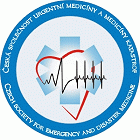 ČESKÁ SPOLEČNOST URGENTNÍ MEDICÍNY A MEDICÍNY KATASTROF
CZECH SOCIETY FOR EMERGENCY AND DISASTER MEDICINE